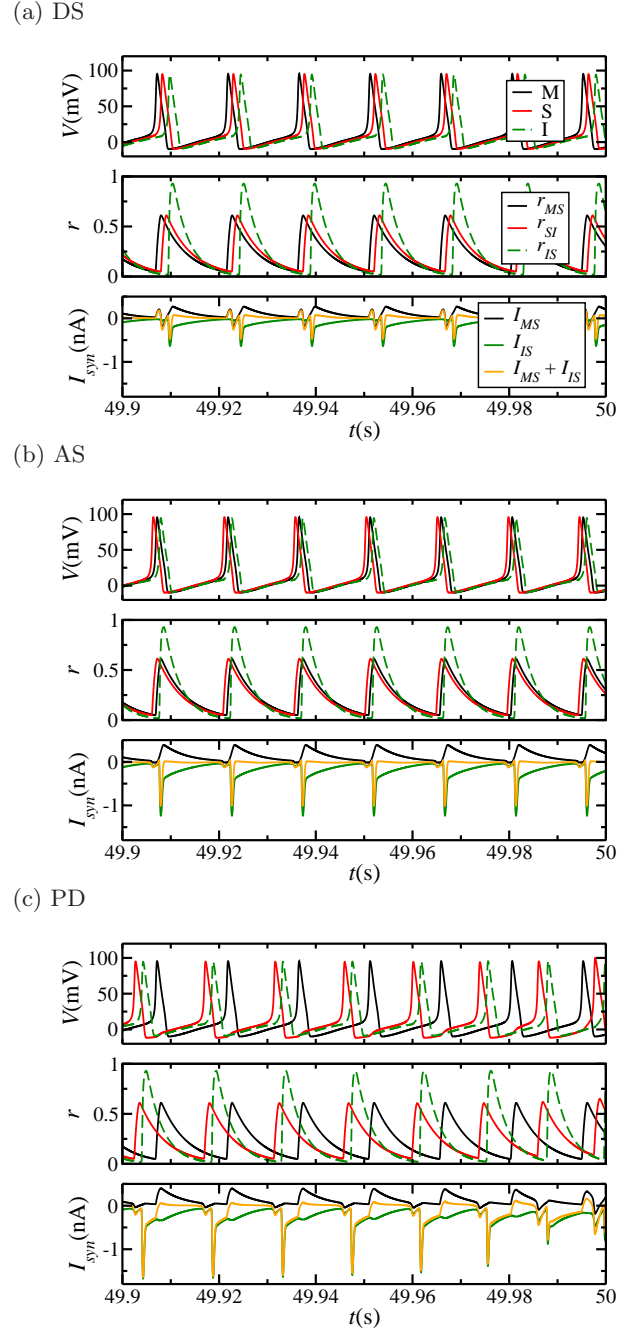 (a) DS
100
50
0
V(mV)
M
S
I
1
0.5
0
r
r_MS
r_SI
r_IS
0
-1
I_syn(nA)
I_MS
I_IS
I_MS + I_IS
49.9 49.92 49.94 49.96 49.98 50
t(s)
(b) AS
100
50
0
V(mV)
1
0.5
0
r
0
-1
I_syn(nA)
49.9 49.92 49.94 49.96 49.98 50
t(s)
(c) PD
100
50
0
V(mV)
1
0.5
0
r
0
-1
I_syn(nA)
49.9 49.92 49.94 49.96 49.98 50
t(s)